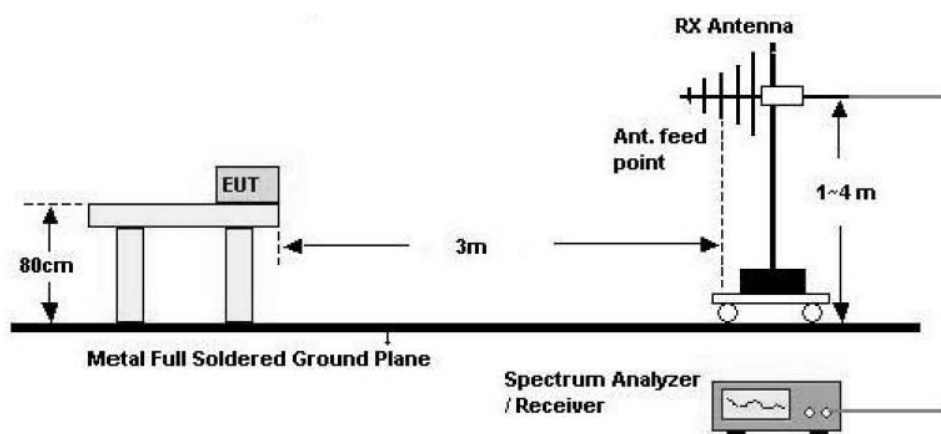 RX Antenna
Ant. feed
point
EUT
1~4 m
3m
80cm
Metal Full Soldered Ground Plane
Spectrum Analyzer
/ Receiver